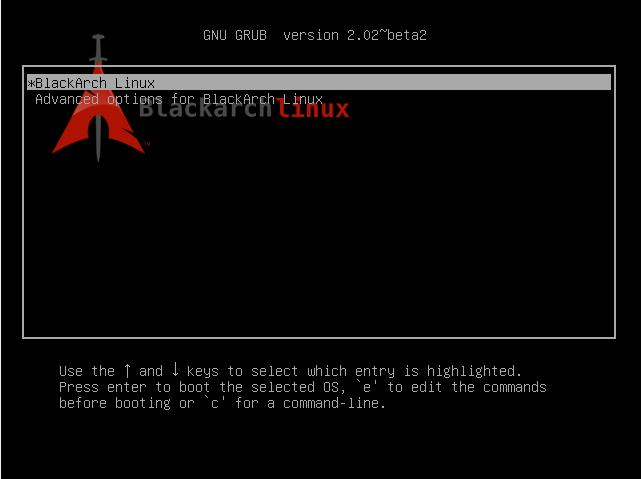 GNU GRUB version 2.02~beta2
*BlackArch Linux
Advanced options for BlackArch Linux
Blackarch linux
TM
Use the ↑ and ↓ keys to select which entry is highlighted.
Press enter to boot the selected OS, `e' to edit the commands
before booting or `c' for a command-line.